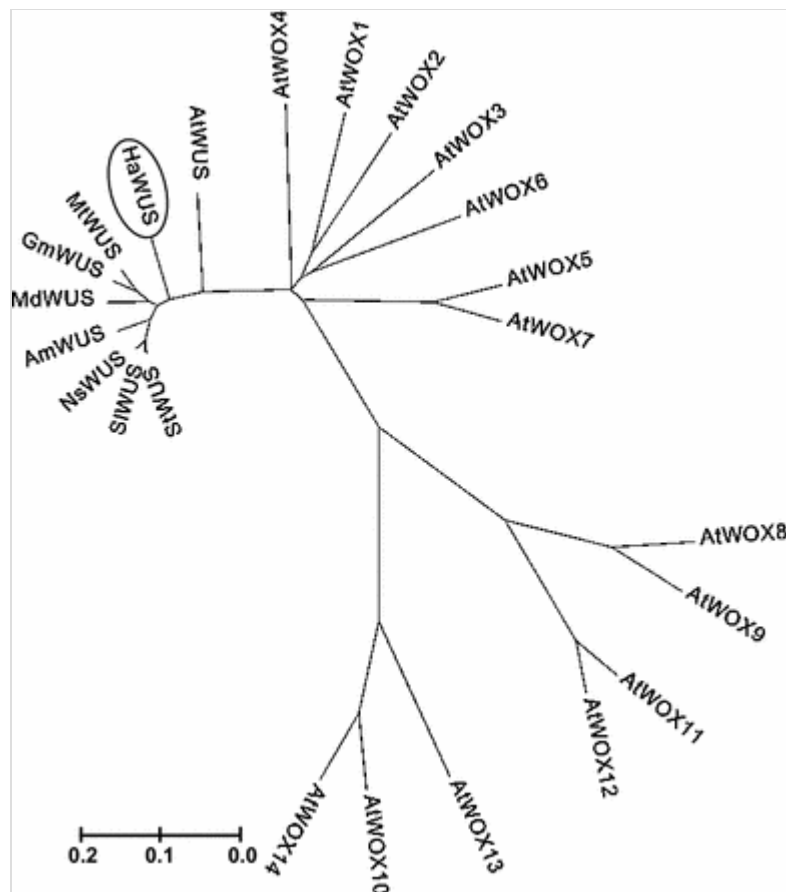 AtWOX4
AtWOX1
AtWOX2
AtWOX3
AtWOX6
AtWOX5
AtWOX7
AtWUS
HaWUS
MtWUS
GmWUS
MdWUS
AmWUS
NsWUS
SlWUS
StWUS
AtWOX8
AtWOX9
AtWOX11
AtWOX12
AtWOX13
AtWOX10
AtWOX14
0.2 0.1 0.0